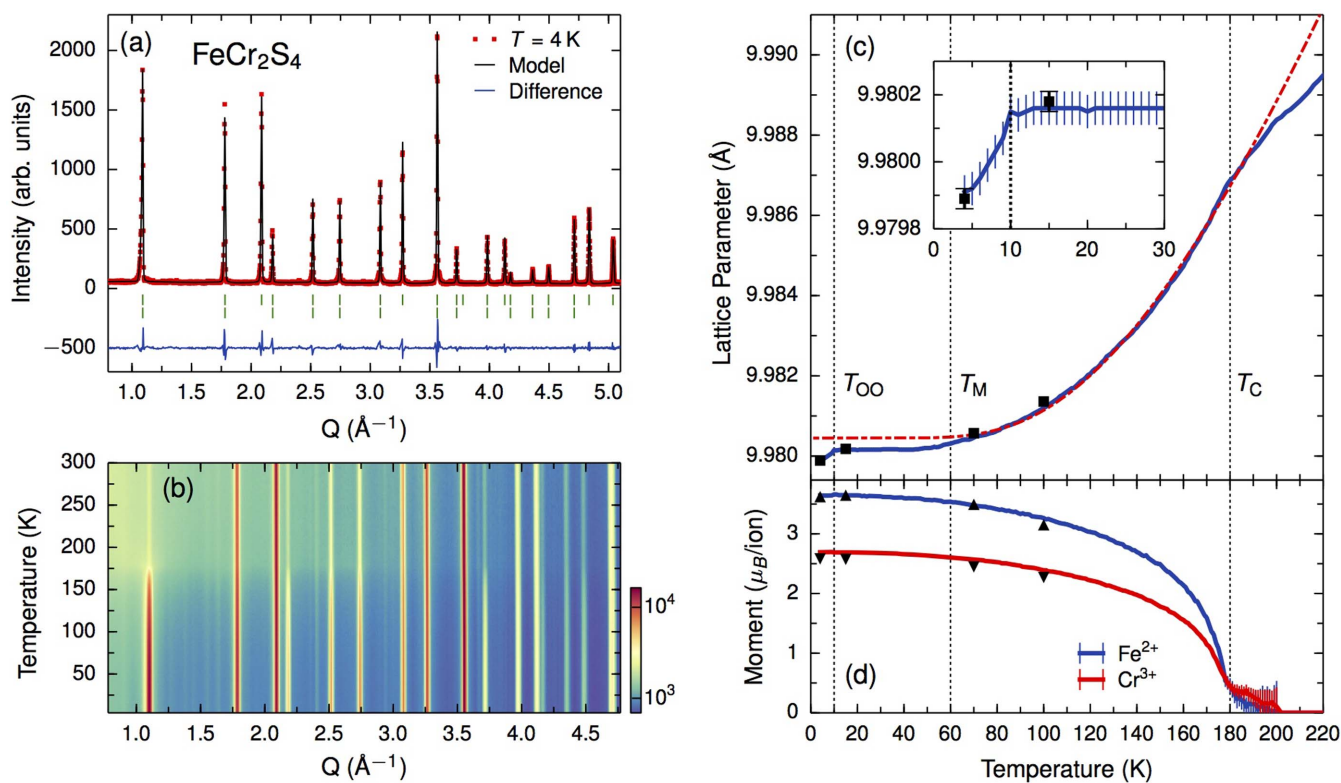 (a)
FeCr₂S₄
T = 4 K
Model
Difference
Intensity (arb. units)
2000
1500
1000
500
0
−500
1.0 1.5 2.0 2.5 3.0 3.5 4.0 4.5 5.0
Q (Å⁻¹)
(b)
Temperature (K)
300
250
200
150
100
50
10⁴
10³
1.0 1.5 2.0 2.5 3.0 3.5 4.0 4.5
Q (Å⁻¹)
(c)
Lattice Parameter (Å)
9.990
9.988
9.986
9.984
9.982
9.980
9.9802
9.9800
9.9798
0 10 20 30
T_OO
T_M
T_C
(d)
Moment (μ_B/ion)
3
2
1
0
Fe²⁺
Cr³⁺
0 20 40 60 80 100 120 140 160 180 200 220
Temperature (K)